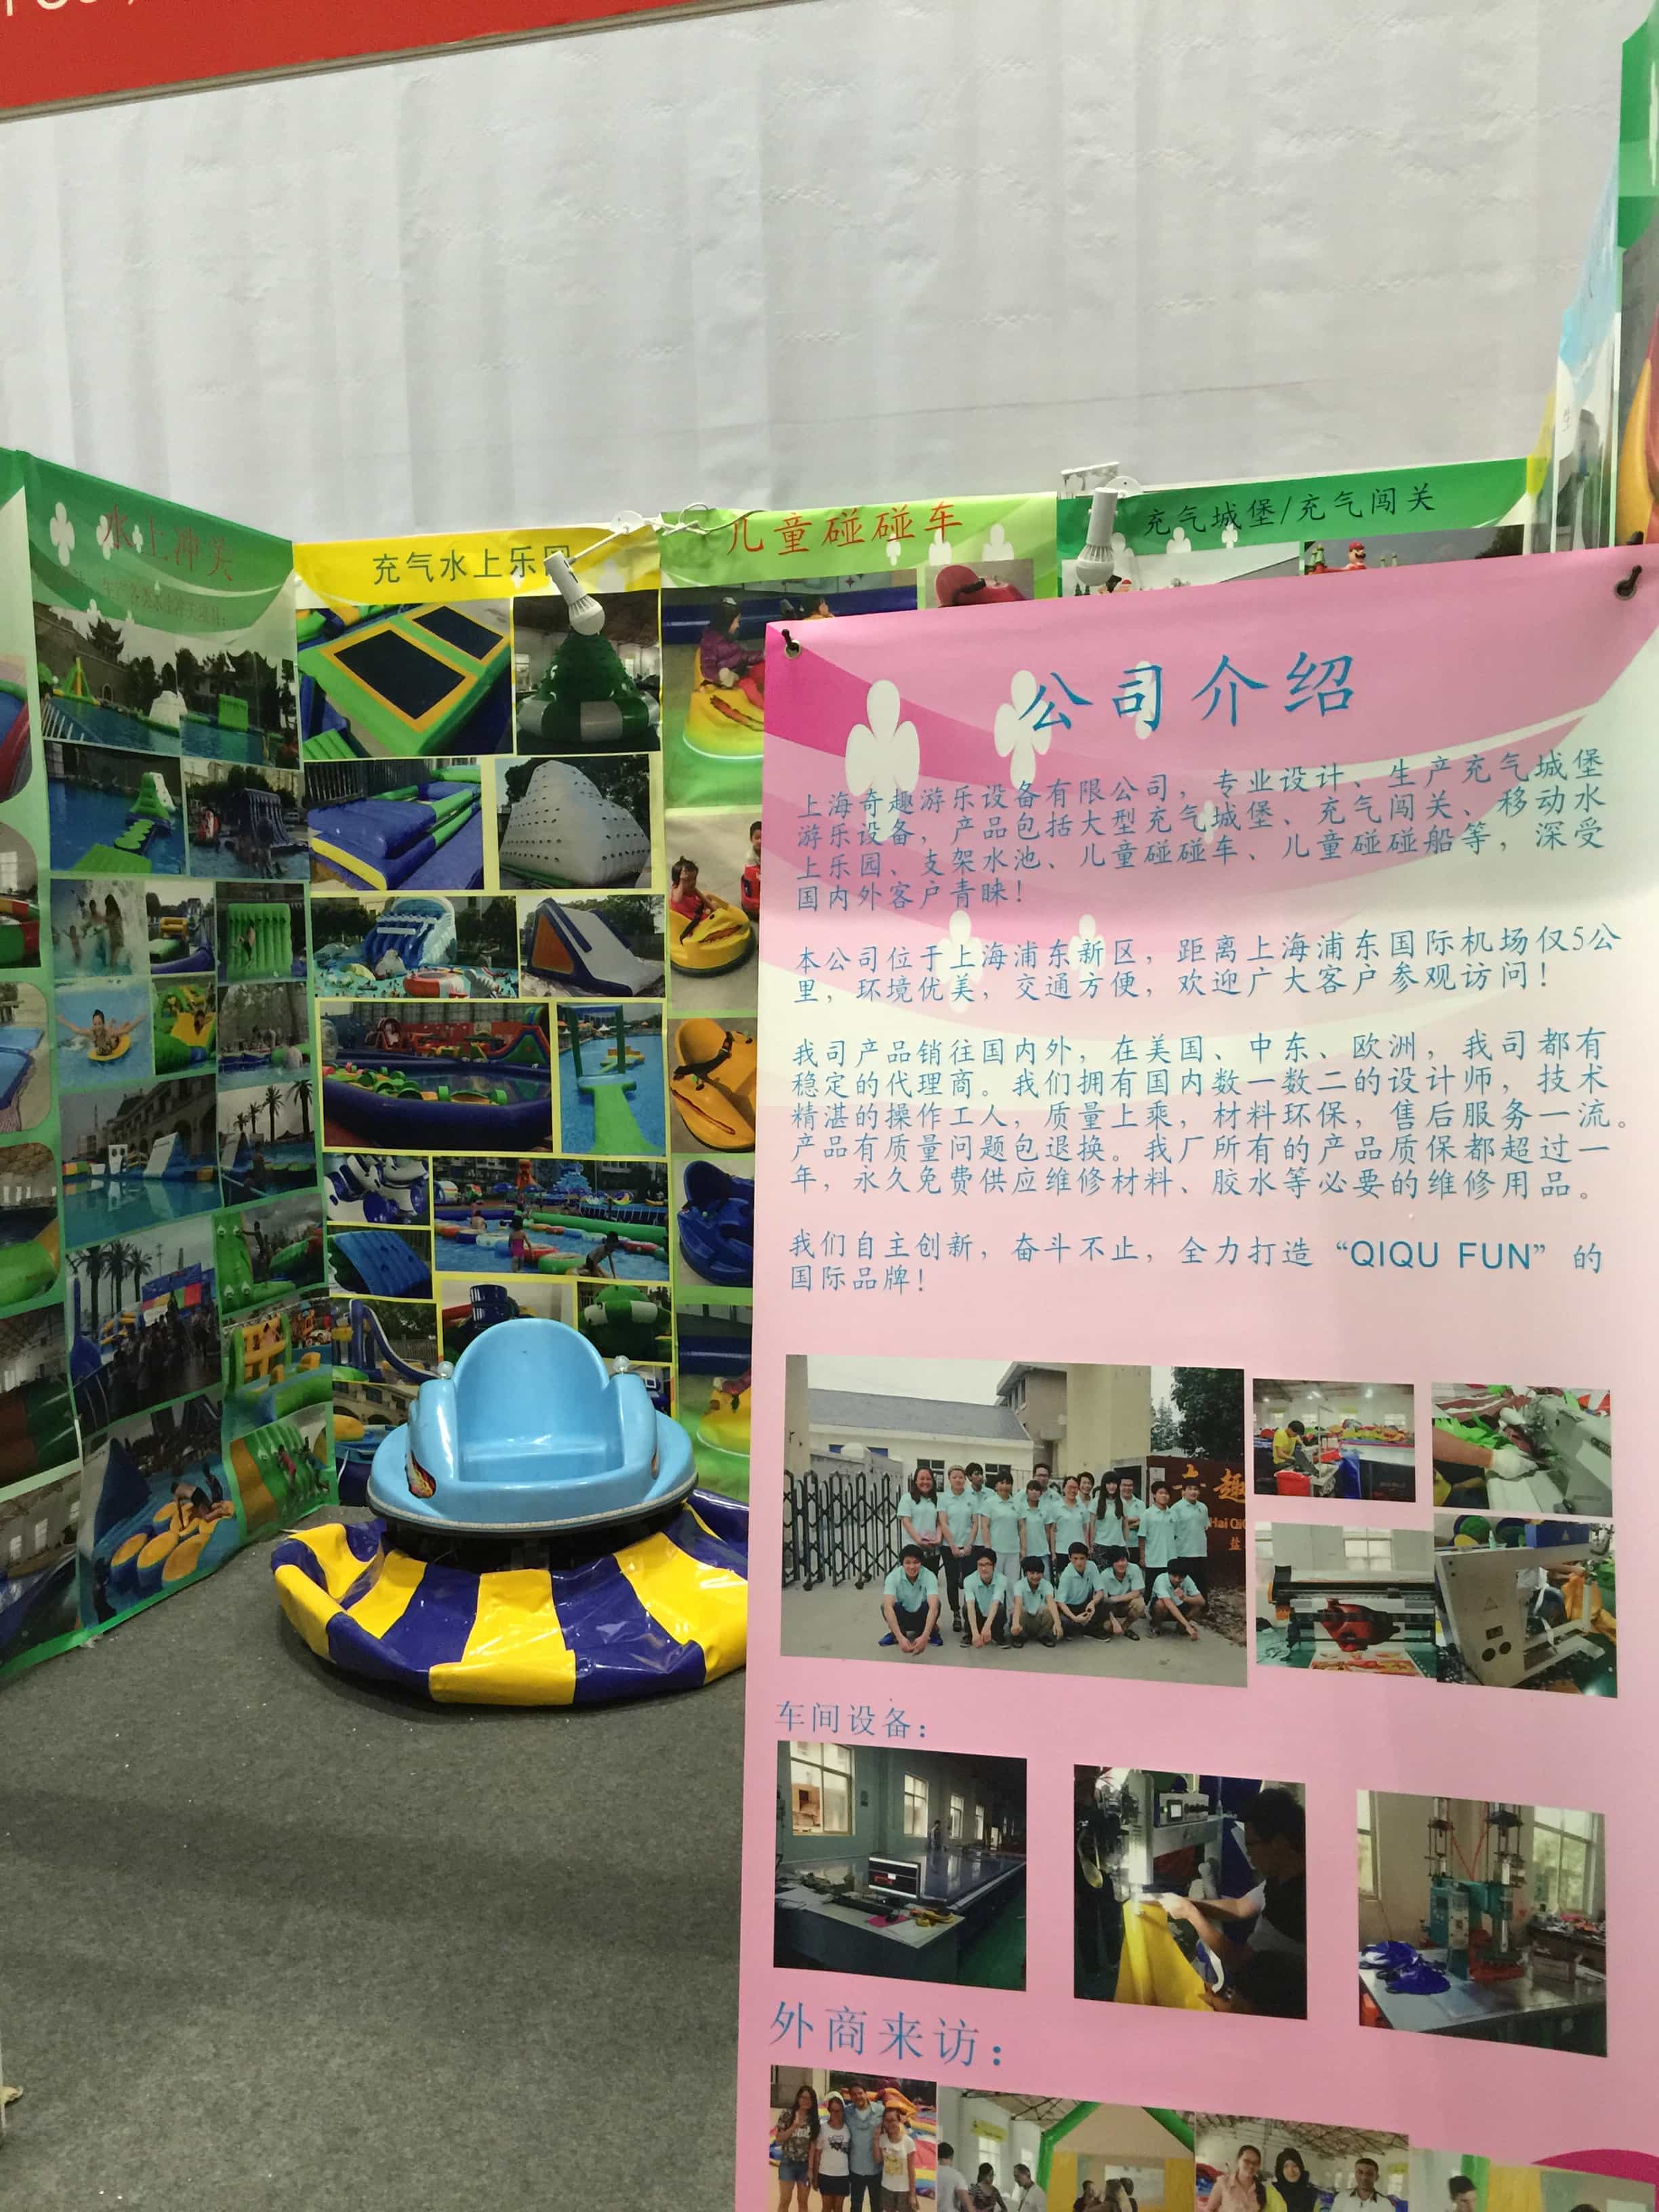 水上冲关
充气水上乐园
儿童碰碰车
充气城堡/充气闯关
公司介绍
上海奇趣游乐设备有限公司，专业设计、生产充气城堡
游乐设备，产品包括大型充气城堡、充气闯关、移动水
上乐园、支架水池、儿童碰碰车、儿童碰碰船等，深受
国内外客户青睐！
本公司位于上海浦东新区，距离上海浦东国际机场仅5公
里，环境优美，交通方便，欢迎广大客户参观访问！
我司产品销往国内外，在美国、中东、欧洲，我司都有
稳定的代理商。我们拥有国内数一数二的设计师，技术
精湛的操作工人，质量上乘，材料环保，售后服务一流。
产品有质量问题包退换。我厂所有的产品质保都超过一
年，永久免费供应维修材料、胶水等必要的维修用品。
我们自主创新，奋斗不止，全力打造“QIQU FUN”的
国际品牌！
车间设备：
外商来访：